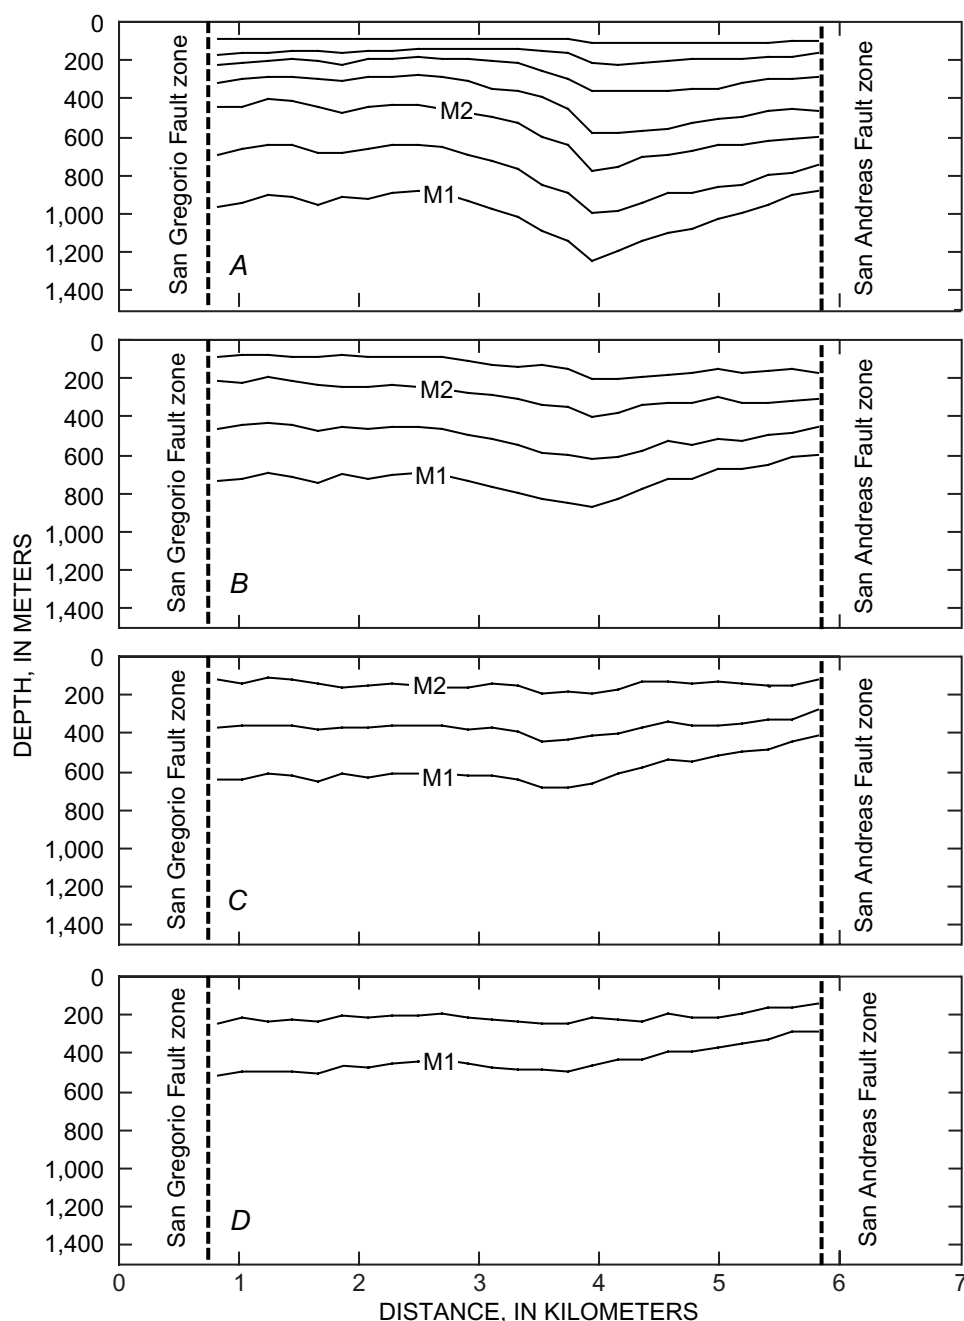 DEPTH, IN METERS
0
200
400
600
800
1,000
1,200
1,400
San Gregorio Fault zone
M2
M1
A
San Andreas Fault zone
0
200
400
600
800
1,000
1,200
1,400
San Gregorio Fault zone
M2
M1
B
San Andreas Fault zone
0
200
400
600
800
1,000
1,200
1,400
San Gregorio Fault zone
M2
M1
C
San Andreas Fault zone
0
200
400
600
800
1,000
1,200
1,400
San Gregorio Fault zone
M1
D
San Andreas Fault zone
0 1 2 3 4 5 6 7
DISTANCE, IN KILOMETERS